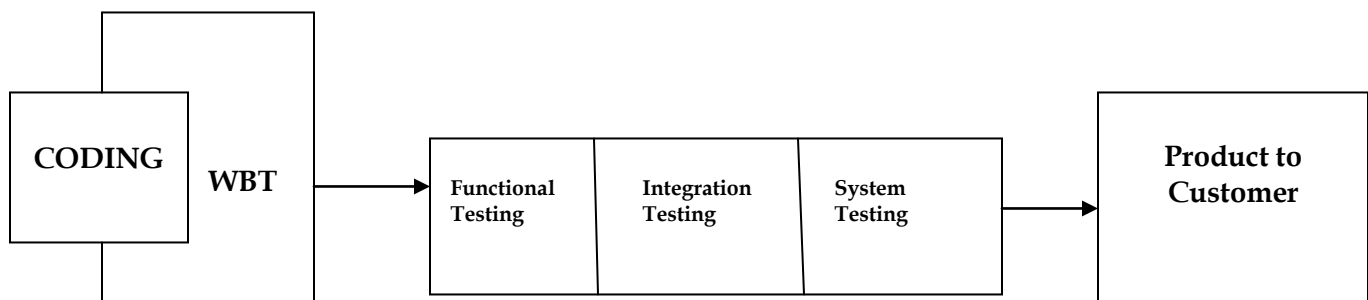 CODING
WBT
Functional
Testing
Integration
Testing
System
Testing
Product to
Customer